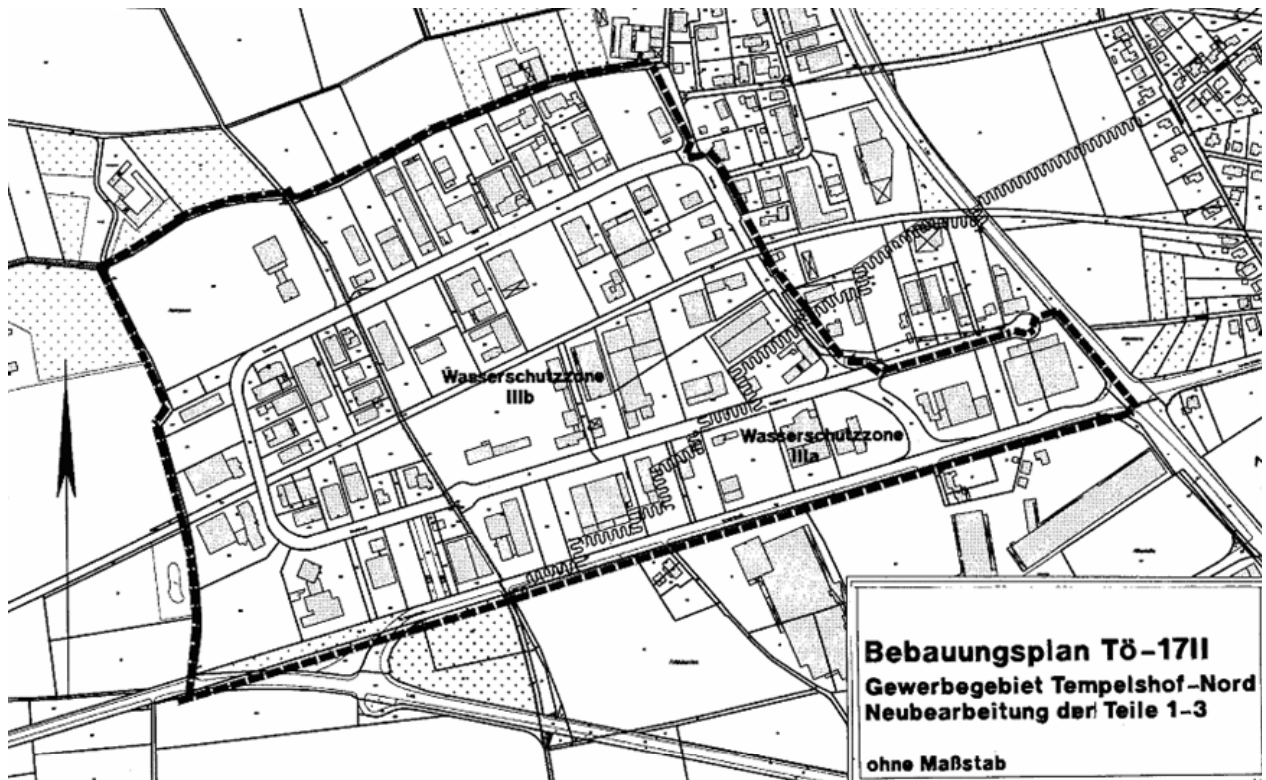 Wasserschutzzone
IIIb
Wasserschutzzone
IIIa
Bebauungsplan Tö-17II
Gewerbegebiet Tempelshof-Nord
Neubearbeitung der Teile 1-3
ohne Maßstab